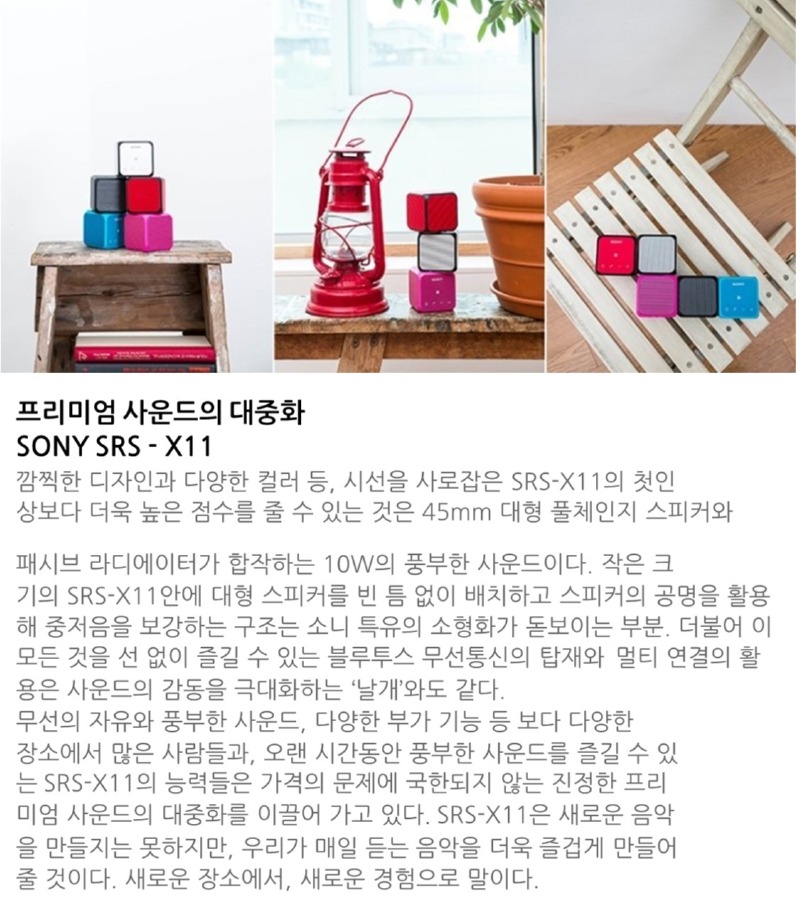 프리미엄 사운드의 대중화
SONY SRS - X11
깜찍한 디자인과 다양한 컬러 등, 시선을 사로잡은 SRS-X11의 첫인
상보다 더욱 높은 점수를 줄 수 있는 것은 45mm 대형 풀체인지 스피커와
패시브 라디에이터가 합작하는 10W의 풍부한 사운드이다. 작은 크
기의 SRS-X11안에 대형 스피커를 빈 틈 없이 배치하고 스피커의 공명을 활용
해 중저음을 보강하는 구조는 소니 특유의 소형화가 돋보이는 부분. 더불어 이
모든 것을 선 없이 즐길 수 있는 블루투스 무선통신의 탑재와 멀티 연결의 활
용은 사운드의 감동을 극대화하는 ‘날개’와도 같다.
무선의 자유와 풍부한 사운드, 다양한 부가 기능 등 보다 다양한
장소에서 많은 사람들과, 오랜 시간동안 풍부한 사운드를 즐길 수 있
는 SRS-X11의 능력들은 가격의 문제에 국한되지 않는 진정한 프리
미엄 사운드의 대중화를 이끌어 가고 있다. SRS-X11은 새로운 음악
을 만들지는 못하지만, 우리가 매일 듣는 음악을 더욱 즐겁게 만들어
줄 것이다. 새로운 장소에서, 새로운 경험으로 말이다.